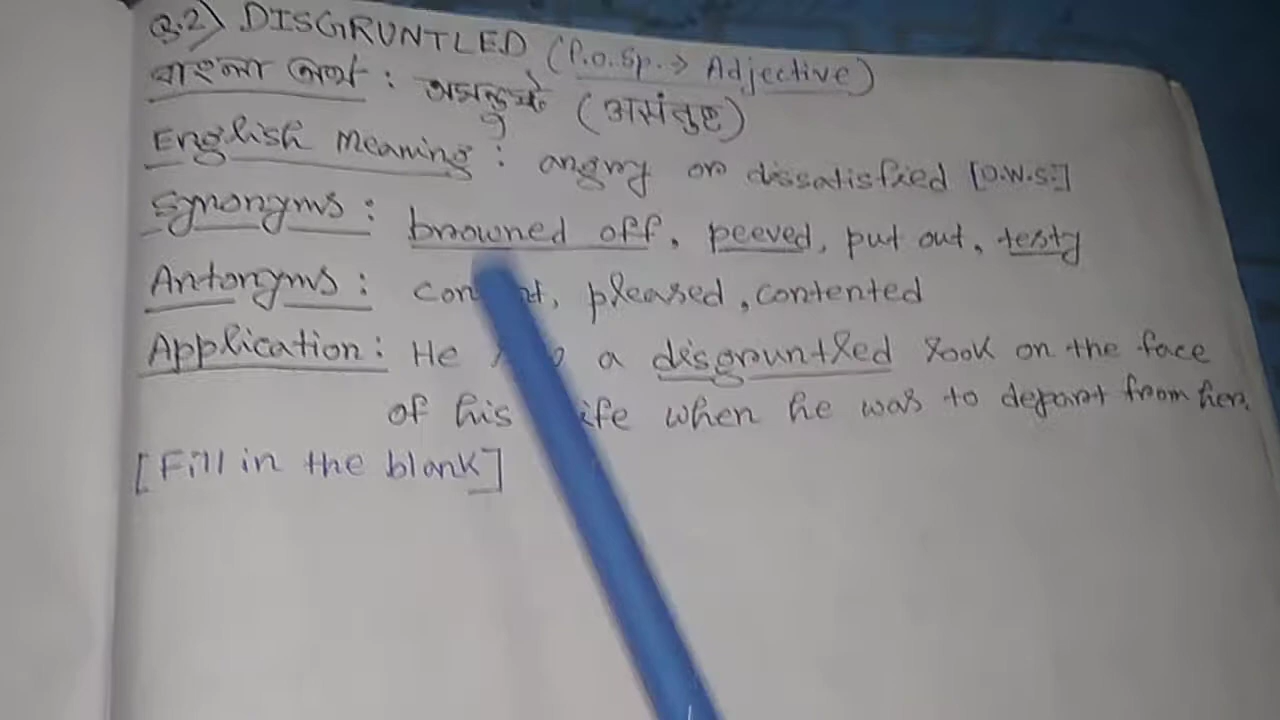 Q.2) DISGRUNTLED (P.O.Sp. → Adjective)
বাংলা অর্থ : অসন্তুষ্ট (असंतुष्ट)
English Meaning : angry or dissatisfied [O.W.S.]
Synonyms : browned off, peeved, put out, testy
Antonyms : pleased, contented
Application : He a disgruntled look on the face
of his when he was to depart from her.
[Fill in the blank]